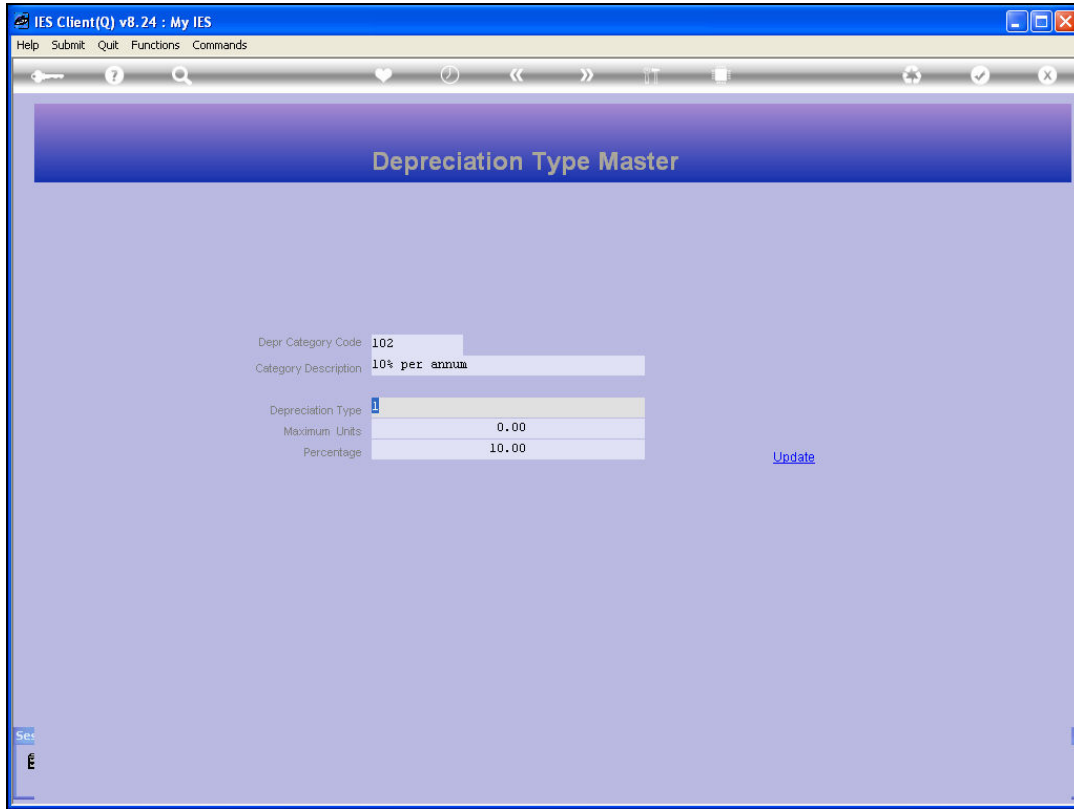 IES Client(Q) v8.24 : My IES
Help Submit Quit Functions Commands
Depreciation Type Master
Depr Category Code 102
Category Description 10% per annum
Depreciation Type 1
Maximum Units 0.00
Percentage 10.00
Update
Ses